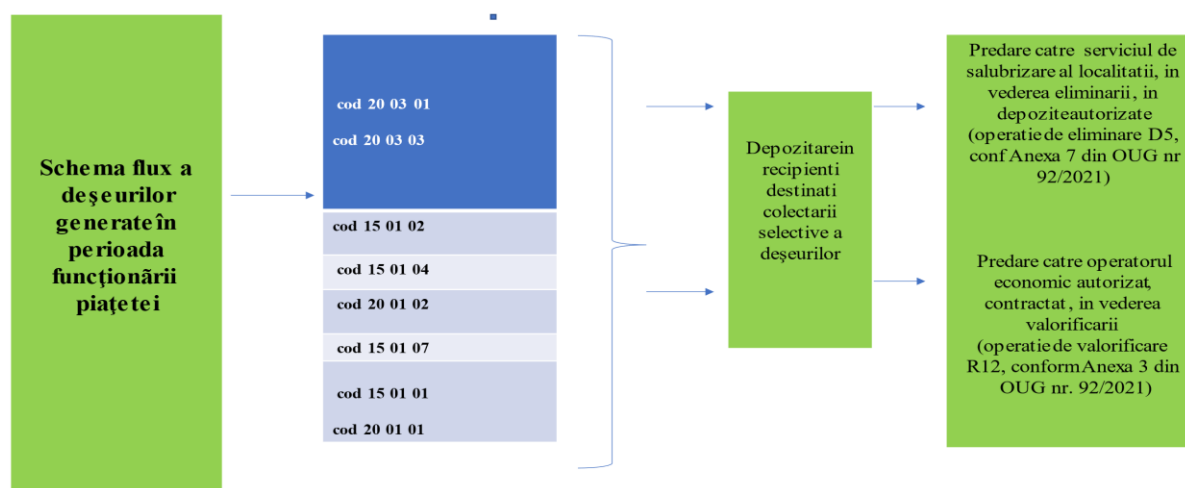 Schema flux a
deşeurilor
generate în
perioada
funcţionării
piaţetei
cod 20 03 01
cod 20 03 03
cod 15 01 02
cod 15 01 04
cod 20 01 02
cod 15 01 07
cod 15 01 01
cod 20 01 01
Depozitarein
recipienti
destinati
colectarii
selective a
deşeurilor
Predare catre serviciul de
salubrizare al localitatii, in
vederea eliminarii, in
depoziteautorizate
(operatie de eliminare D5,
conf Anexa 7 din OUG nr
92/2021)
Predare catre operatorul
economic autorizat,
contractat, in vederea
valorificarii
(operatie de valorificare
R12, conformAnexa 3 din
OUG nr. 92/2021)